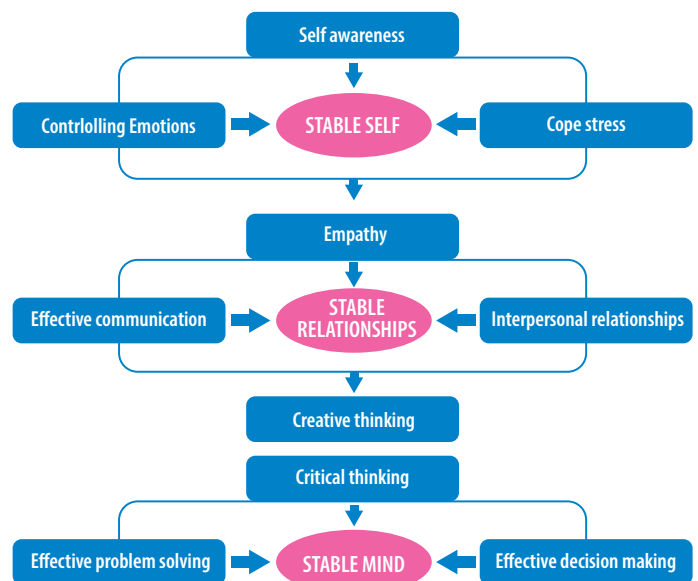 Self awareness
Contrlolling Emotions
STABLE SELF
Cope stress
Empathy
Effective communication
STABLE
RELATIONSHIPS
Interpersonal relationships
Creative thinking
Critical thinking
Effective problem solving
STABLE MIND
Effective decision making